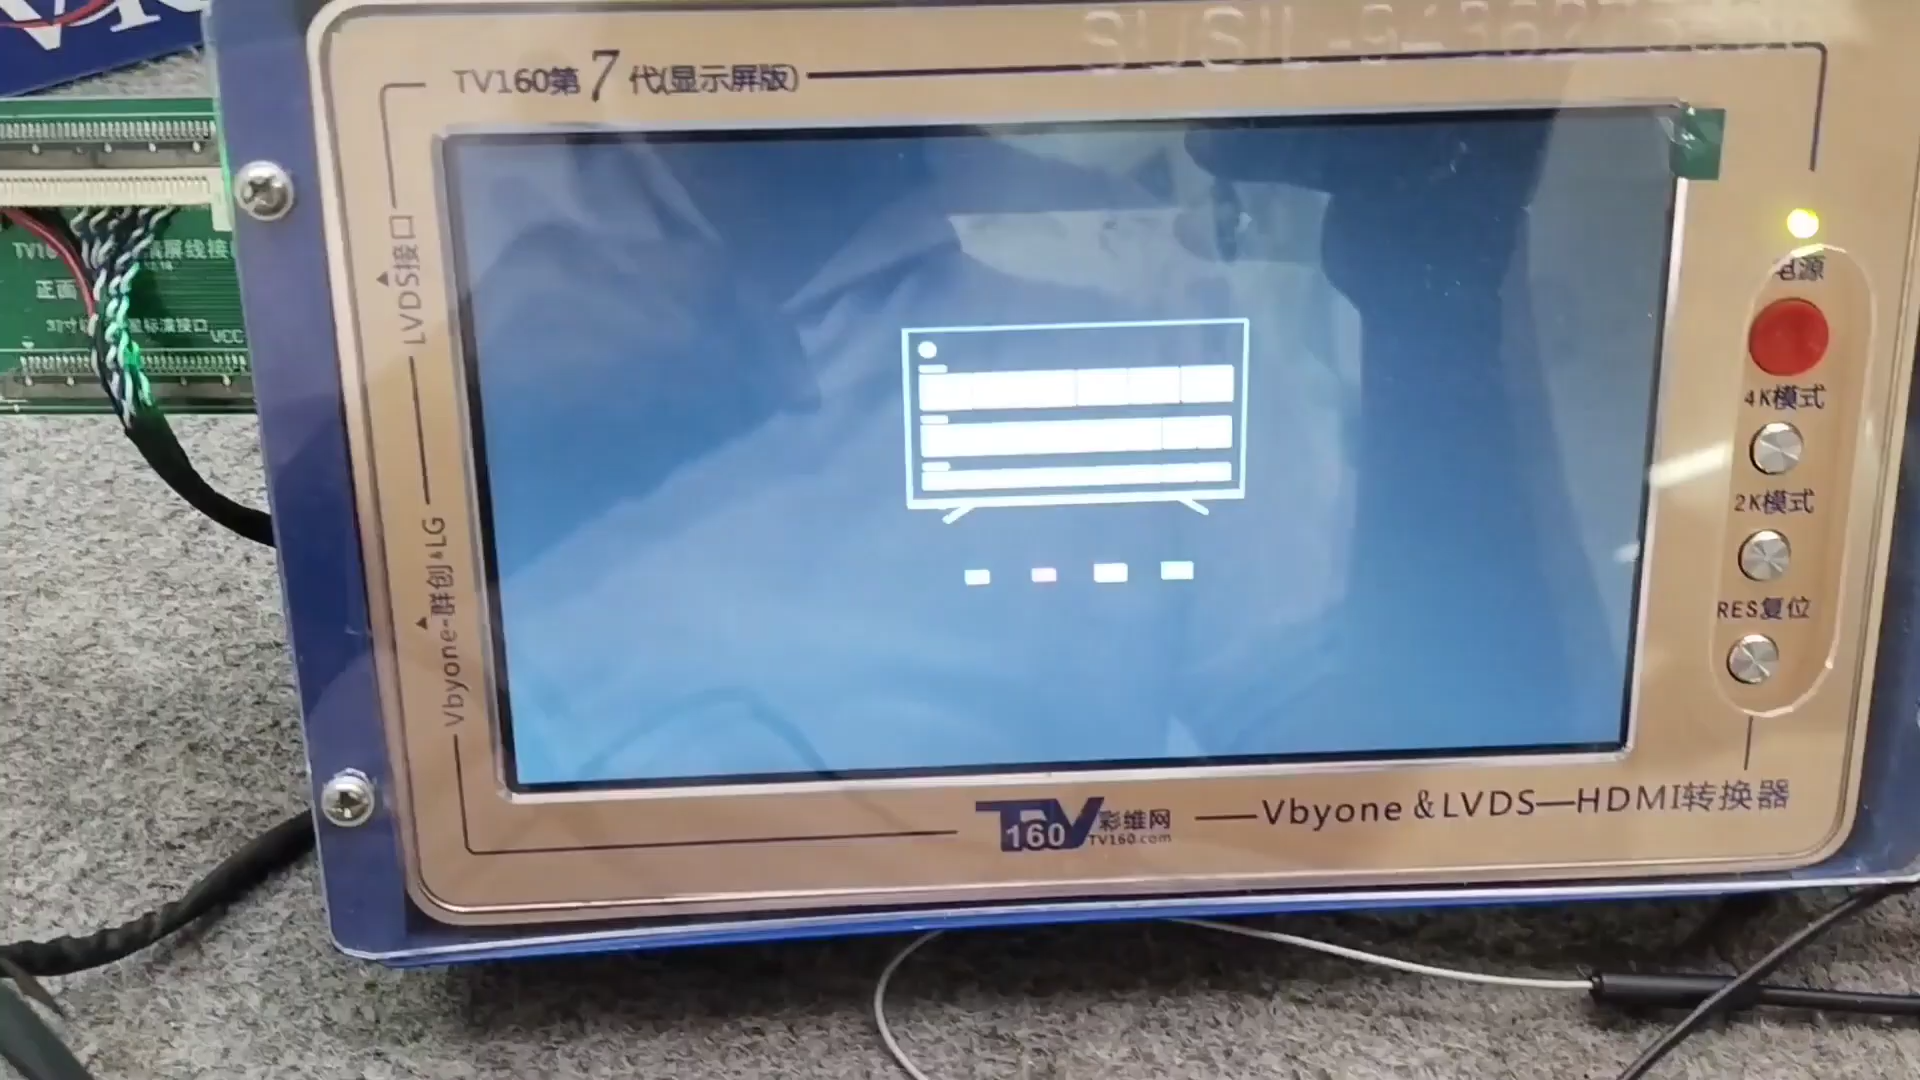 TV160第7代(显示屏版)
LVDS接口
Vbyone-群创&LG
电源
4K模式
2K模式
RES复位
TV 160
彩维网
TV160.com
Vbyone&LVDS—HDMI转换器
正面
VCC